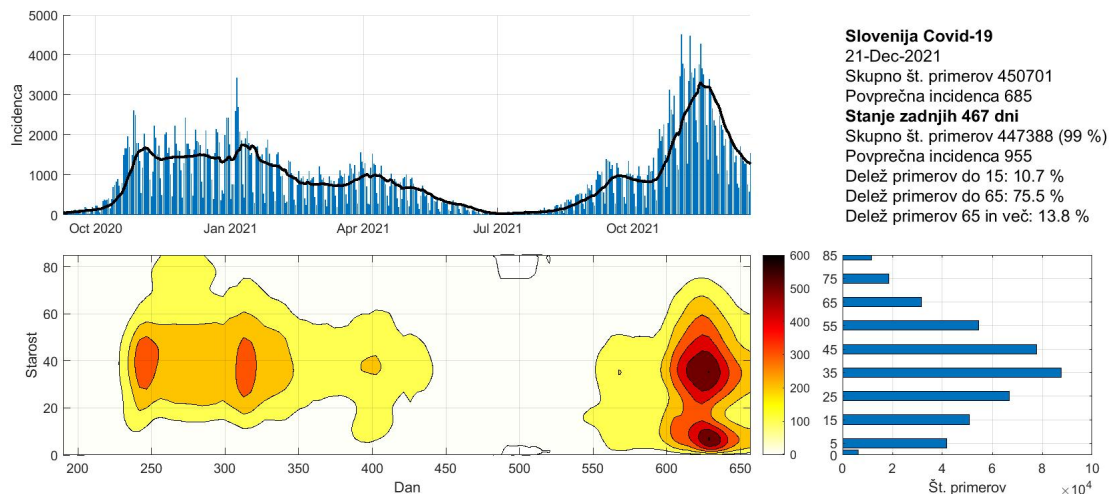 5000
4000
3000
2000
1000
0
Incidenca
Oct 2020
Jan 2021
Apr 2021
Jul 2021
Oct 2021
Slovenija Covid-19
21-Dec-2021
Skupno št. primerov 450701
Povprečna incidenca 685
Stanje zadnjih 467 dni
Skupno št. primerov 447388 (99 %)
Povprečna incidenca 955
Delež primerov do 15: 10.7 %
Delež primerov do 65: 75.5 %
Delež primerov 65 in več: 13.8 %
80
60
40
20
0
Starost
200
250
300
350
400
450
500
550
600
650
Dan
600
500
400
300
200
100
0
85
75
65
55
45
35
25
15
5
0
0
2
4
6
8
10
Št. primerov
×10⁴